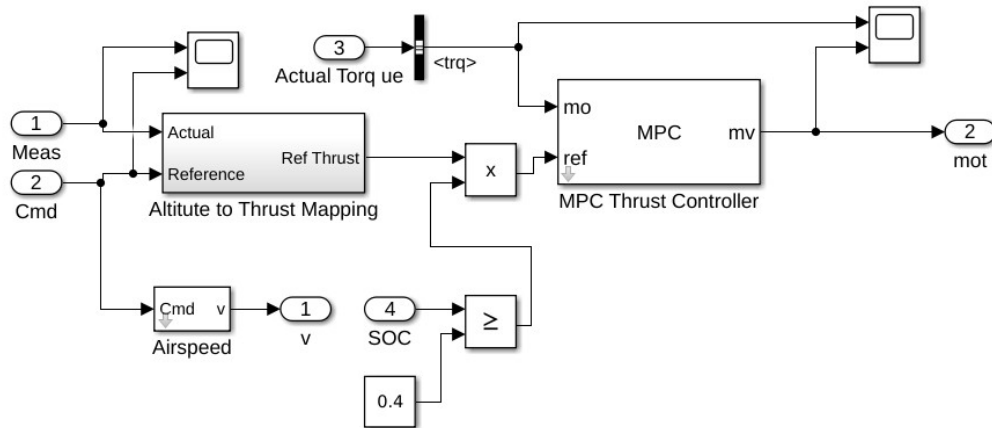 3
Actual Torq ue
<trq>
1
Meas
2
Cmd
Actual
Reference
Ref Thrust
Altitute to Thrust Mapping
x
mo
ref
MPC
mv
MPC Thrust Controller
2
mot
Cmd
v
Airspeed
1
v
4
SOC
≥
0.4